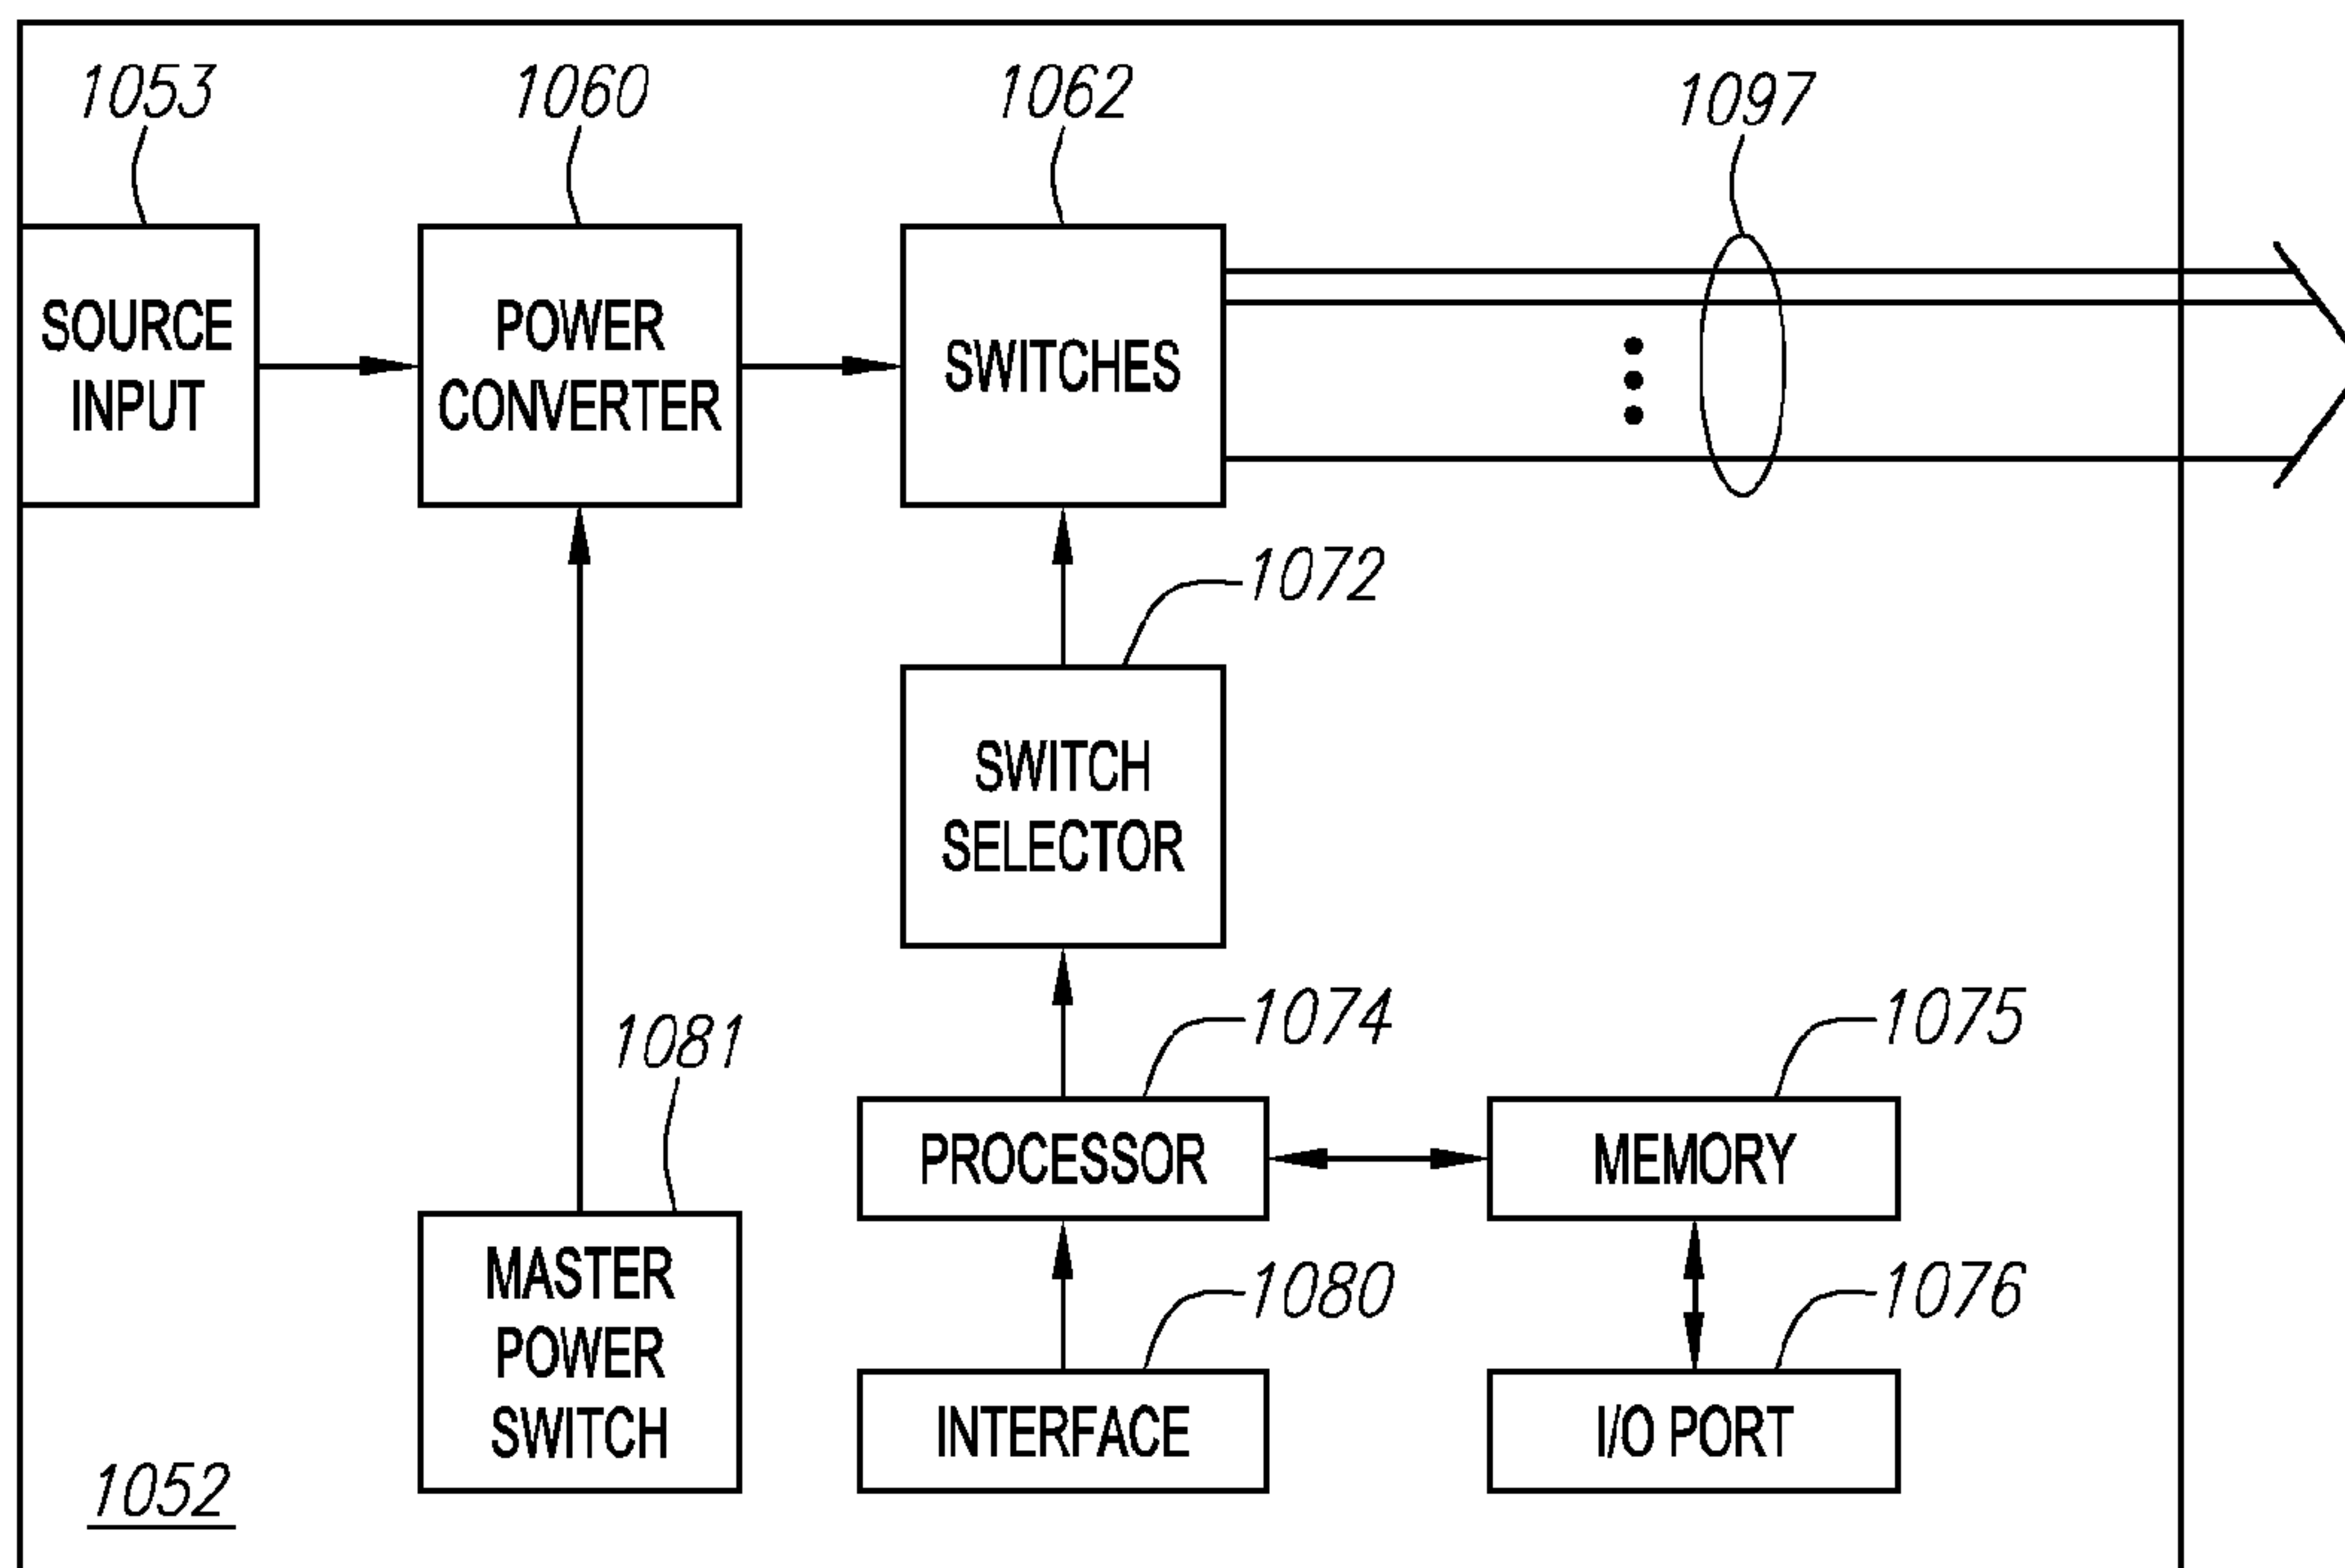 1053
1060
1062
1097
SOURCE
INPUT
POWER
CONVERTER
SWITCHES
1072
SWITCH
SELECTOR
1074
1075
1081
PROCESSOR
MEMORY
MASTER
POWER
SWITCH
1080
1076
INTERFACE
I/O PORT
1052